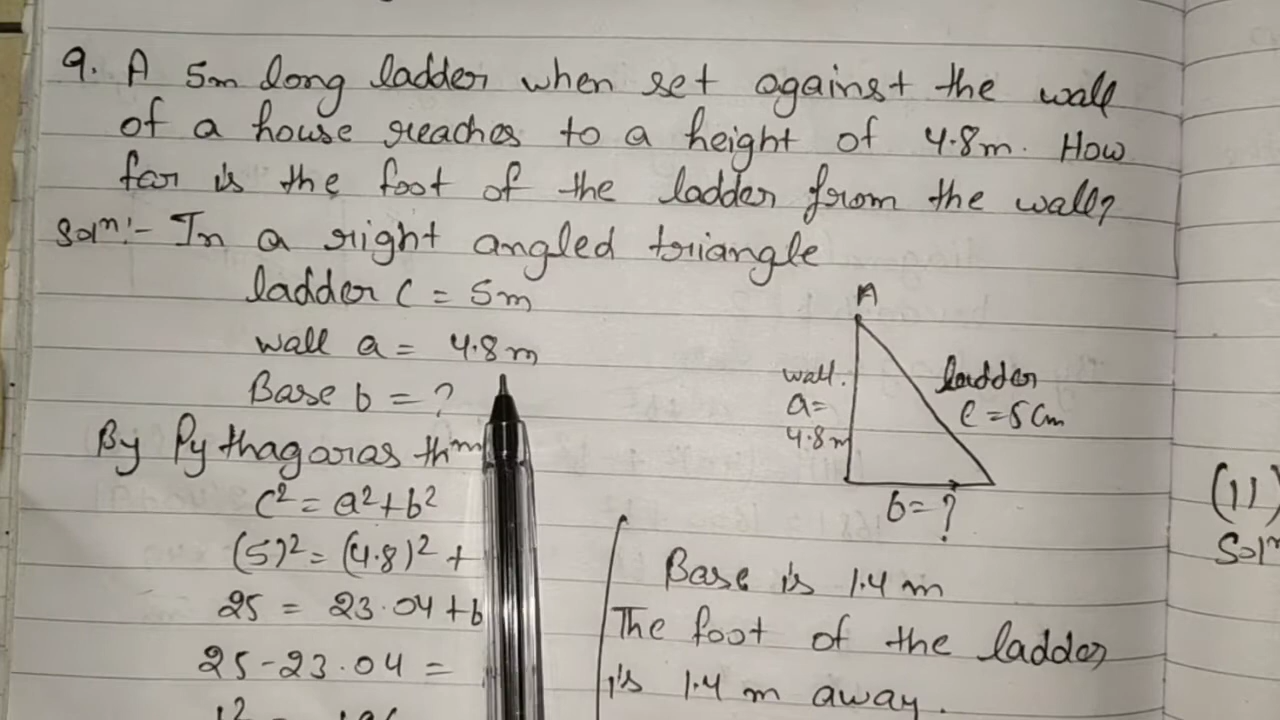 9. A 5m long ladder when set against the wall
of a house reaches to a height of 4.8m. How
far is the foot of the ladder from the wall?
Solⁿ:- In a right angled triangle
ladder c = 5m
wall a = 4.8m
Base b = ?
By Pythagoras thm
c² = a² + b²
(5)² = (4.8)² +
25 = 23.04 + b
25 - 23.04 =
A
wall.
a =
4.8m
ladder
c = 5cm
b = ?
Base is 1.4 m
The foot of the ladder
is 1.4 m away.
(11)
Solⁿ